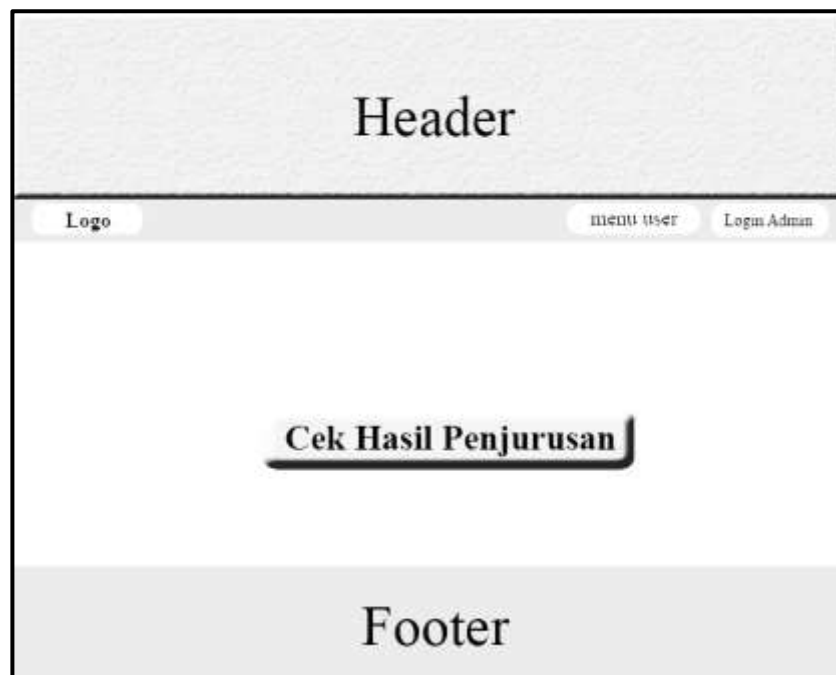 Header
Logo
menu user
Login Admin
Cek Hasil Penjurusan
Footer